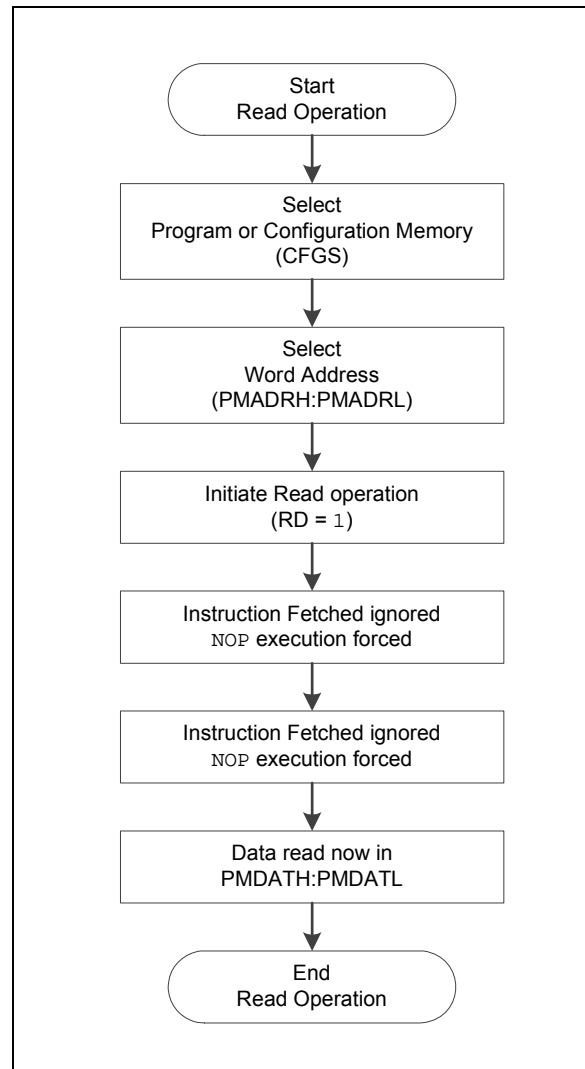 Start
Read Operation
Select
Program or Configuration Memory
(CFGS)
Select
Word Address
(PMADRH:PMADRL)
Initiate Read operation
(RD = 1)
Instruction Fetched ignored
NOP execution forced
Instruction Fetched ignored
NOP execution forced
Data read now in
PMDATH:PMDATL
End
Read Operation